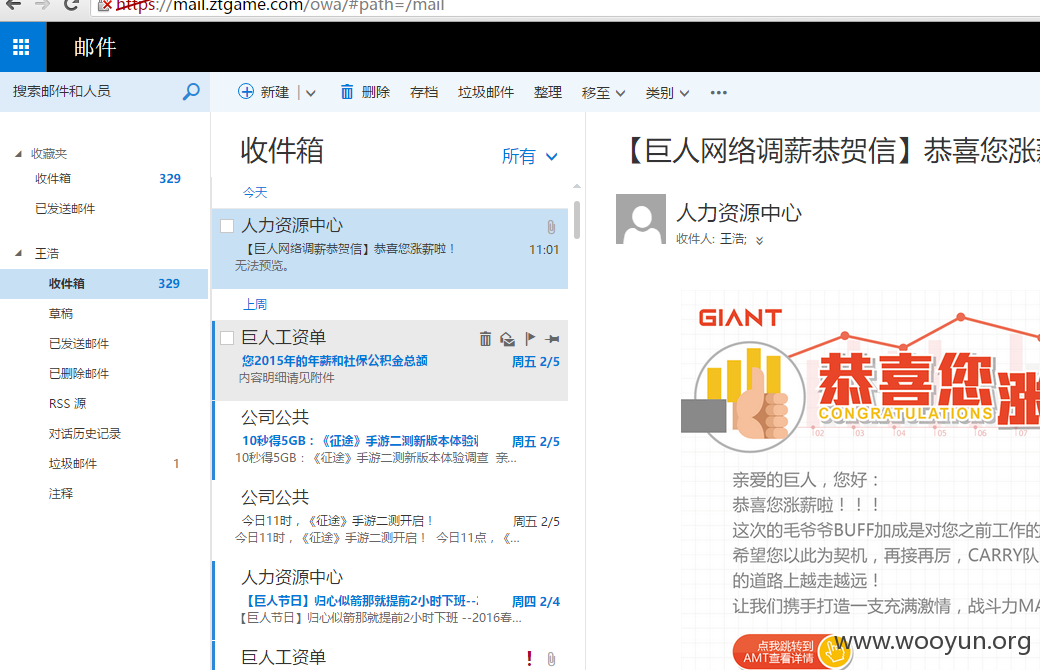 https://mail.ztgame.com/owa/#path=/mail
邮件
搜索邮件和人员
新建 删除 存档 垃圾邮件 整理 移至 类别 •••
收藏夹
收件箱 329
已发送邮件
王浩
收件箱 329
草稿
已发送邮件
已删除邮件
RSS 源
对话历史记录
垃圾邮件 1
注释
收件箱
所有
今天
人力资源中心
【巨人网络调薪恭贺信】恭喜您涨薪啦！ 11:01
无法预览。
上周
巨人工资单
您2015年的年薪和社保公积金总额 周五 2/5
内容明细请见附件
公司公共
10秒得5GB：《征途》手游二测新版本体验调 周五 2/5
10秒得5GB：《征途》手游二测新版本体验调查 亲...
公司公共
今日11时，《征途》手游二测开启！ 周五 2/5
今日11时，《征途》手游二测开启！ 今日11点，《...
人力资源中心
【巨人节日】归心似箭那就提前2小时下班--2 周四 2/4
【巨人节日】归心似箭那就提前2小时下班 --2016春...
巨人工资单
【巨人网络调薪恭贺信】恭喜您涨薪
人力资源中心
收件人: 王浩;
GIANT
恭喜您涨
CONGRATULATIONS
'02 '03 '04 '05 '06 '07
亲爱的巨人，您好：
恭喜您涨薪啦！！！
这次的毛爷爷BUFF加成是对您之前工作的
希望您以此为契机，再接再厉，CARRY队
的道路上越走越远！
让我们携手打造一支充满激情，战斗力MA
点我跳转到
AMT查看详情
www.wooyun.org